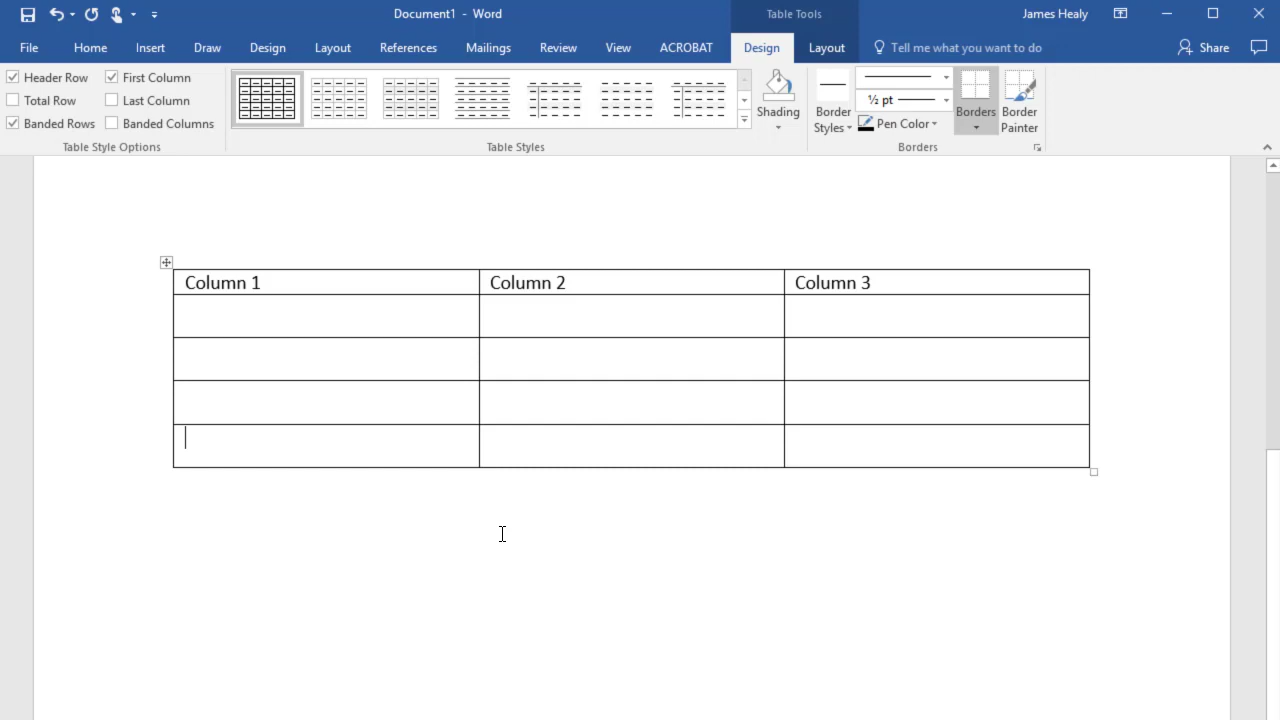 Document1 - Word
Table Tools
James Healy
File Home Insert Draw Design Layout References Mailings Review View ACROBAT Design Layout Tell me what you want to do Share
Header Row First Column
Total Row Last Column
Banded Rows Banded Columns
Table Style Options
Table Styles
Shading
Border
Styles
½ pt
Pen Color
Borders
Border
Painter
Borders
Column 1 Column 2 Column 3